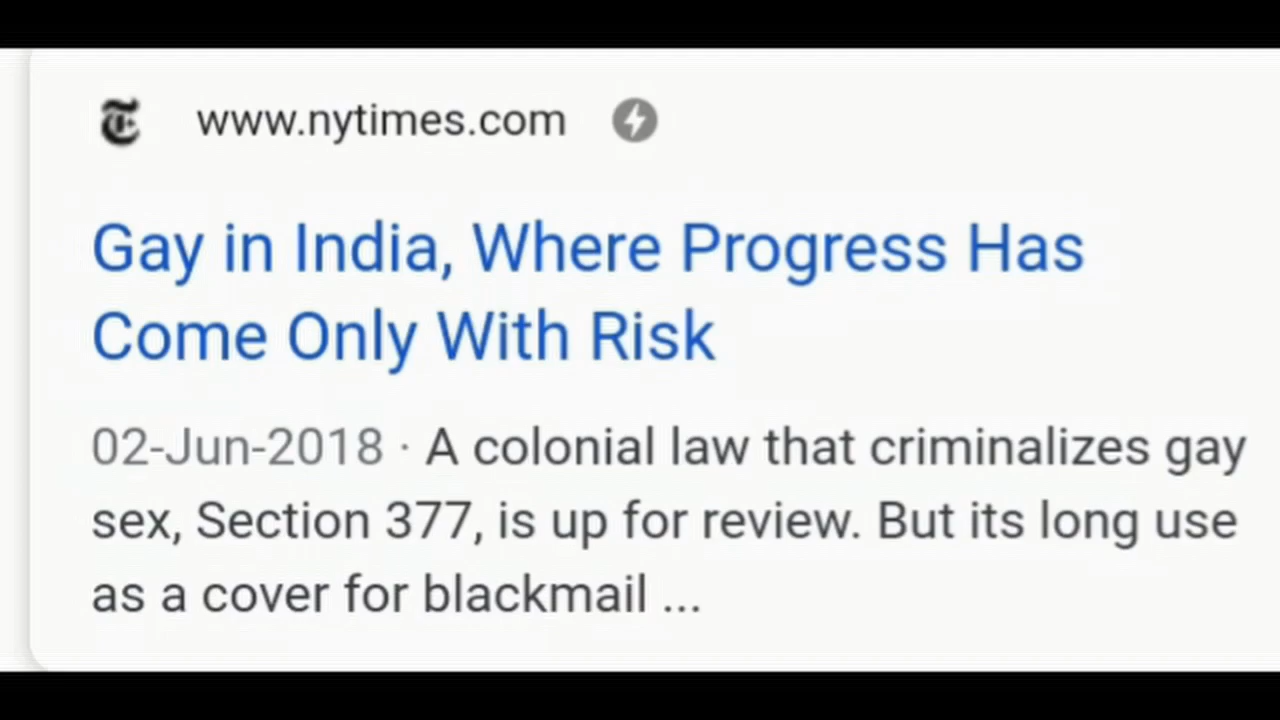 www.nytimes.com
Gay in India, Where Progress Has
Come Only With Risk
02-Jun-2018 · A colonial law that criminalizes gay
sex, Section 377, is up for review. But its long use
as a cover for blackmail ...